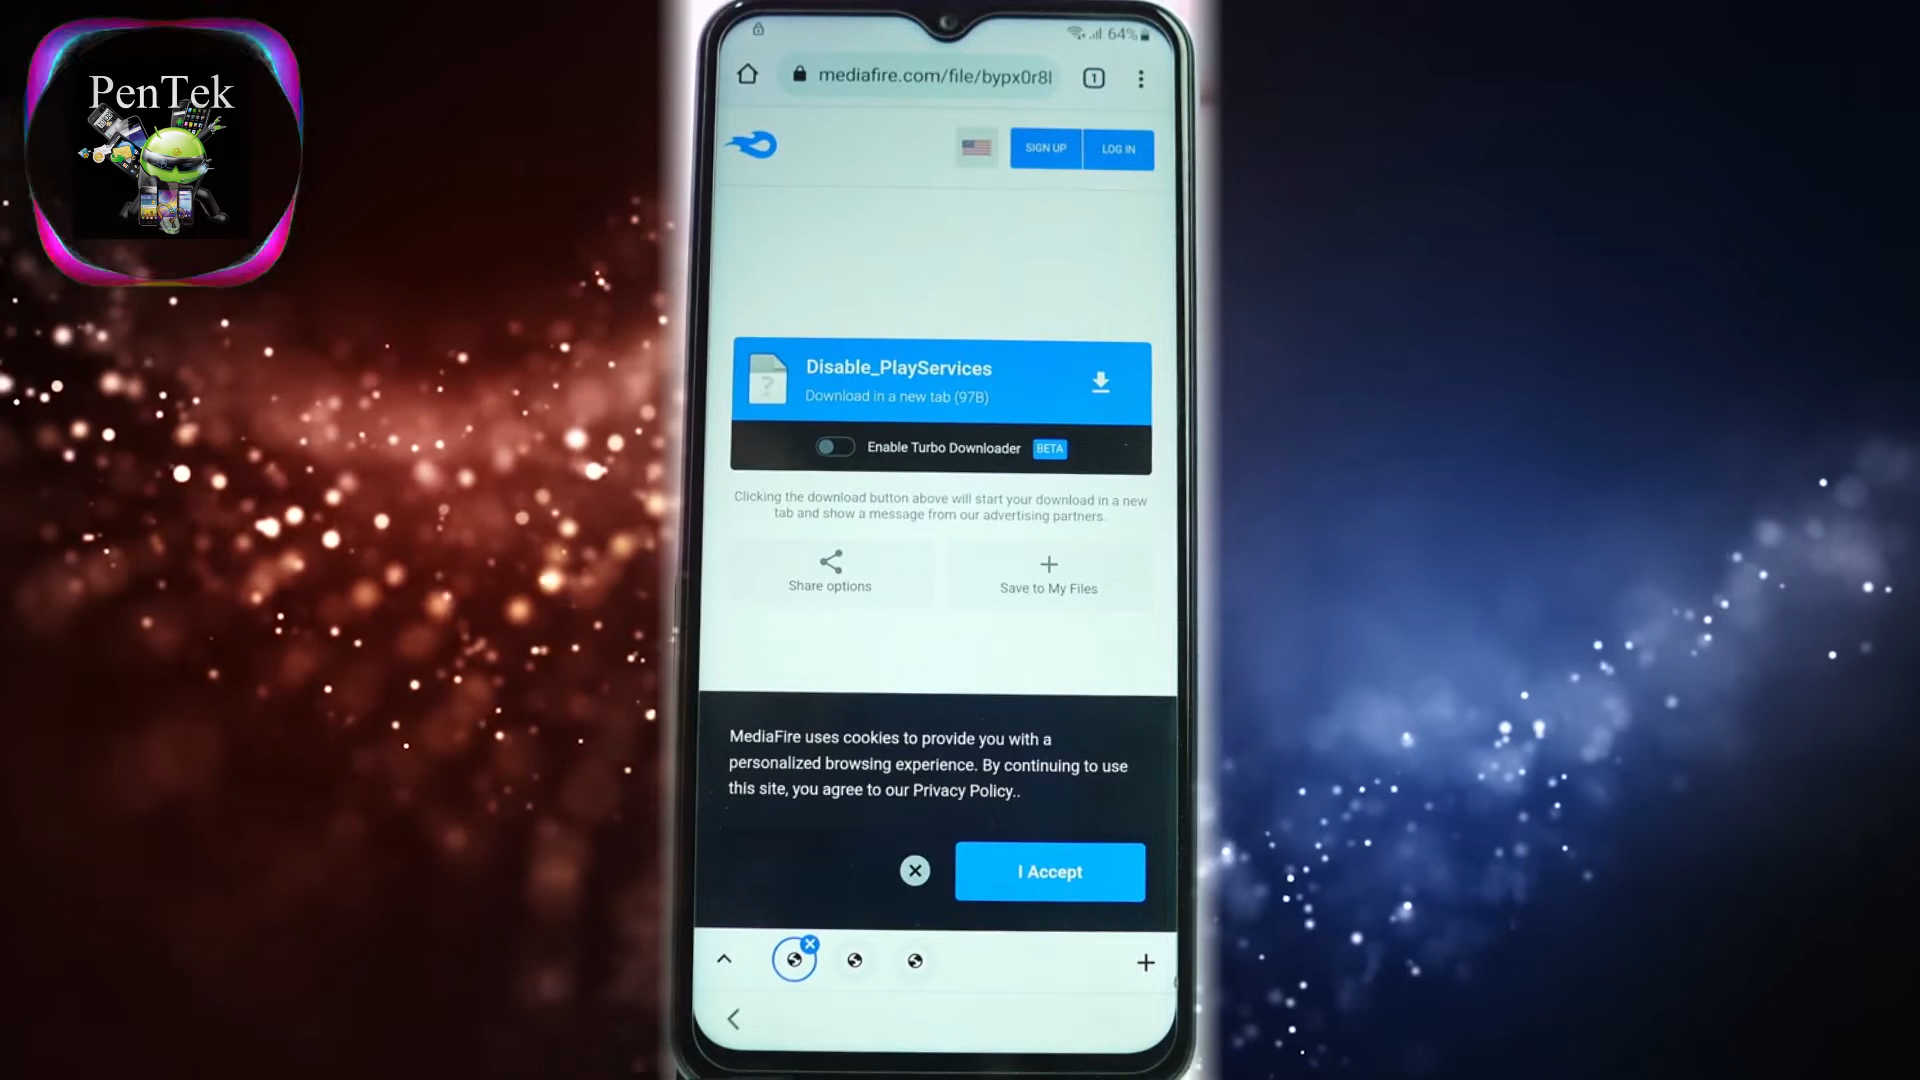 PenTek
64%
mediafire.com/file/bypx0r8l
1
SIGN UP
LOG IN
Disable_PlayServices
Download in a new tab (97B)
Enable Turbo Downloader BETA
Clicking the download button above will start your download in a new
tab and show a message from our advertising partners.
Share options
Save to My Files
MediaFire uses cookies to provide you with a
personalized browsing experience. By continuing to use
this site, you agree to our Privacy Policy..
I Accept